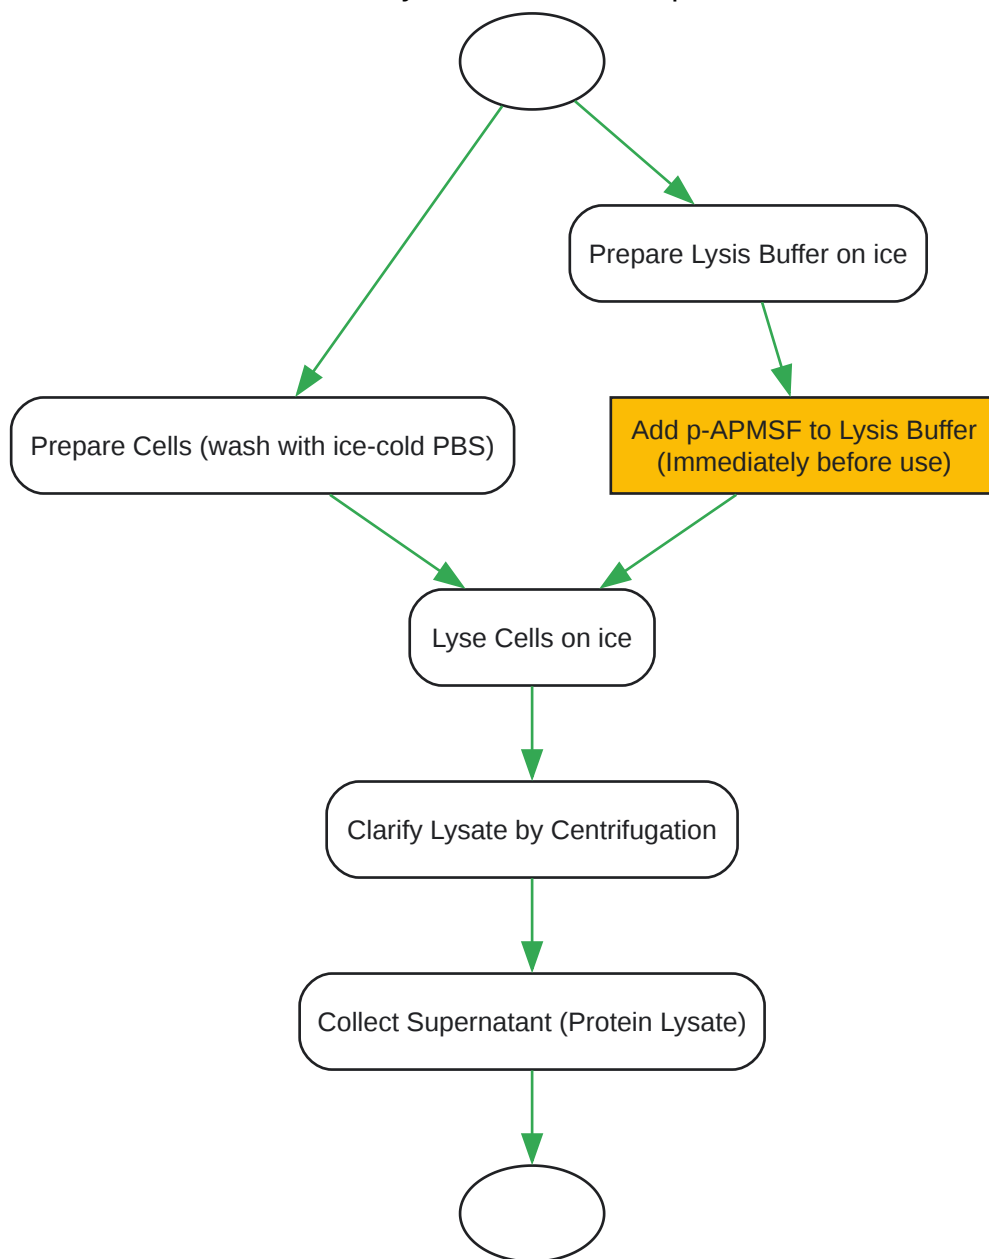 Prepare Lysis Buffer on ice
Prepare Cells (wash with ice-cold PBS)
Add p-APMSF to Lysis Buffer
(Immediately before use)
Lyse Cells on ice
Clarify Lysate by Centrifugation
Collect Supernatant (Protein Lysate)